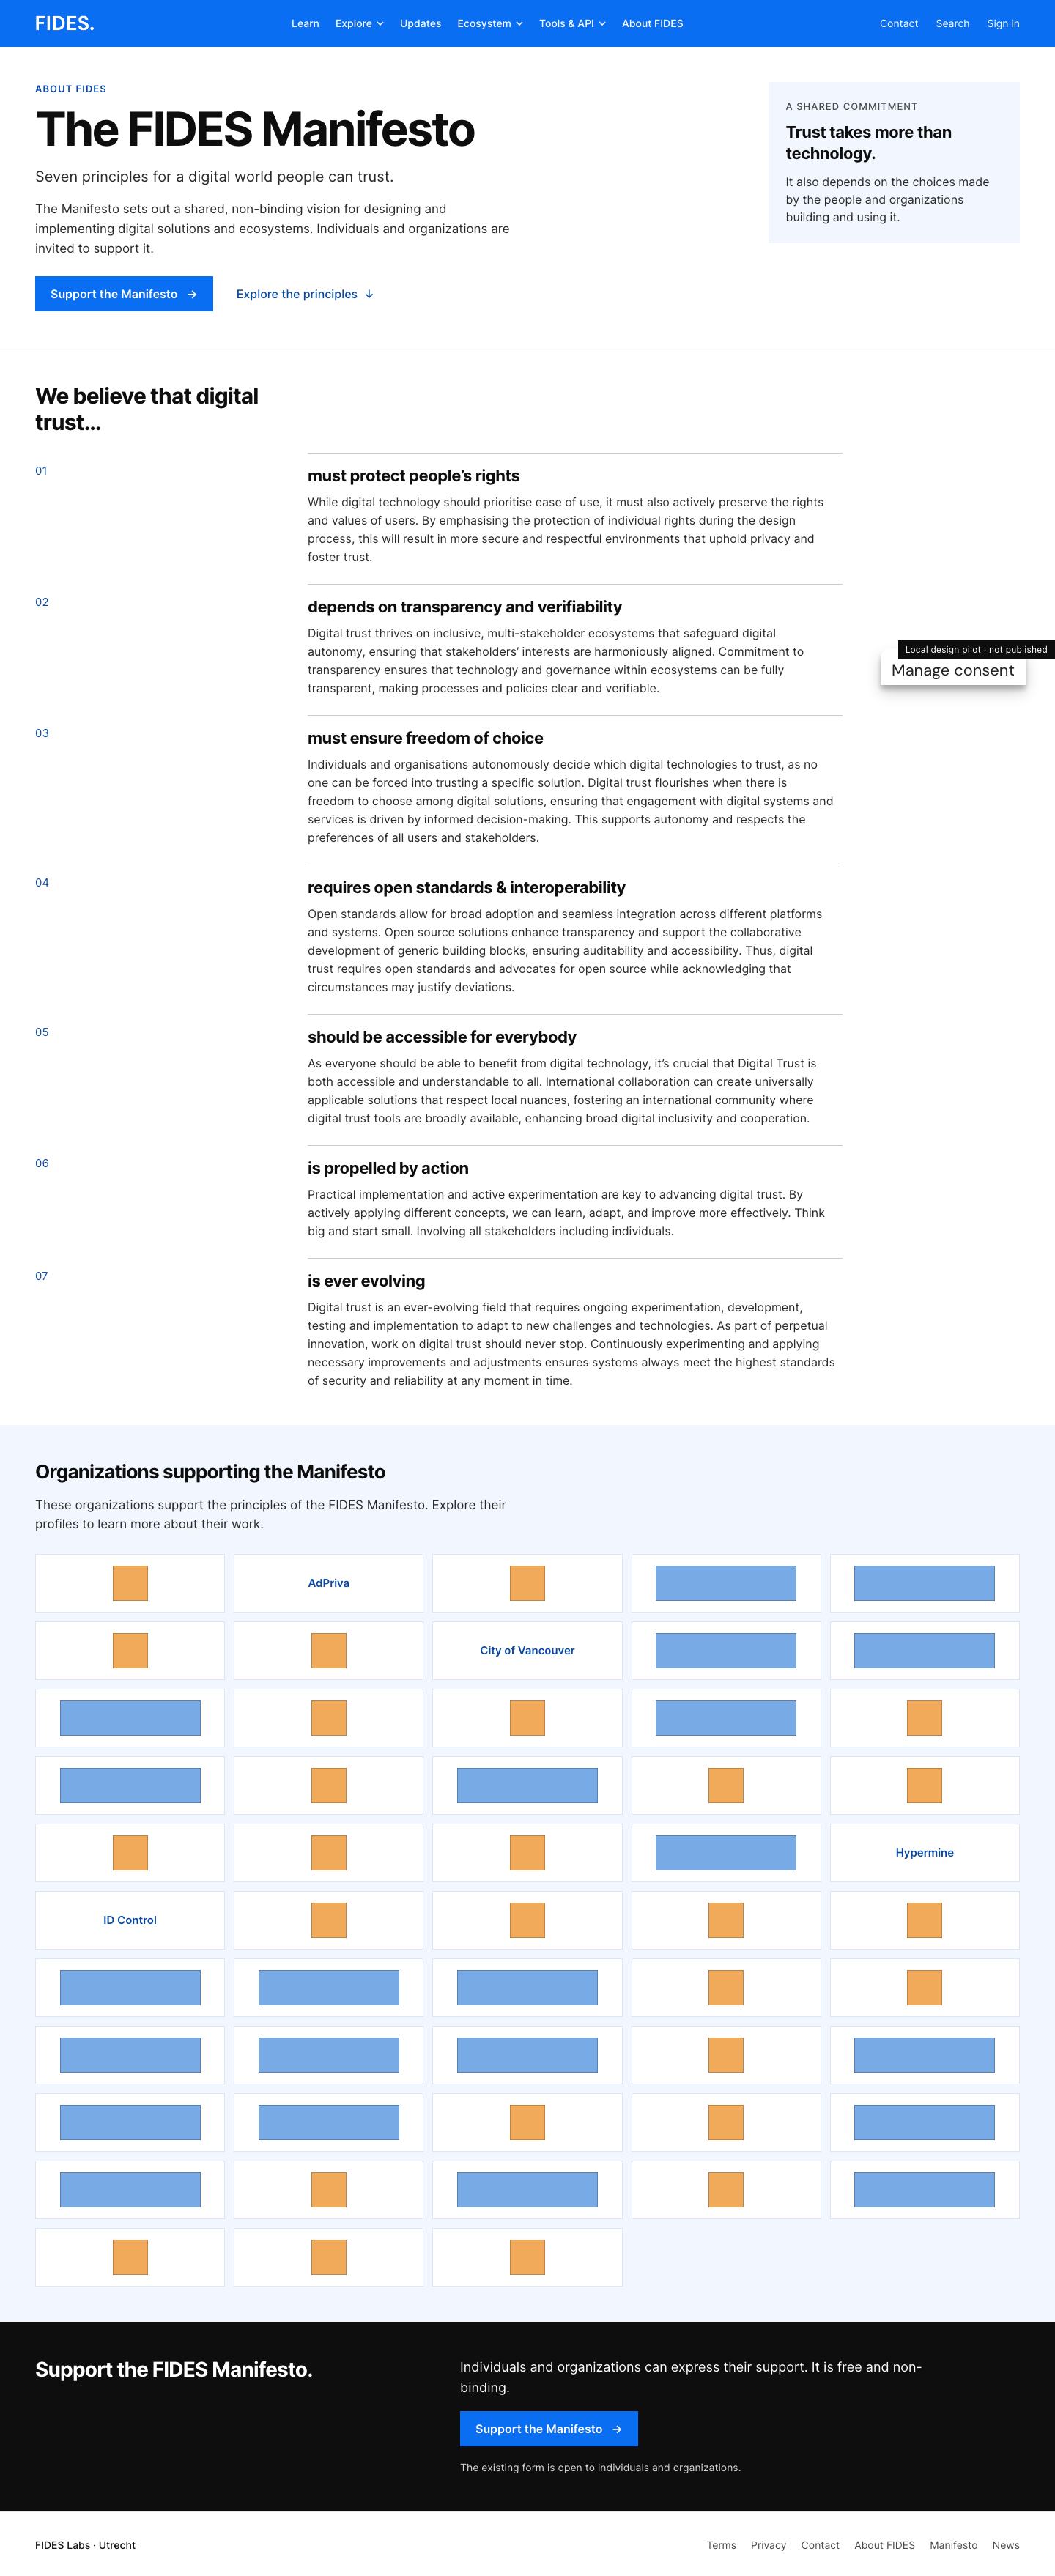 FIDES.
Learn
Explore
Updates
Ecosystem
Tools & API
About FIDES
Contact
Search
Sign in
ABOUT FIDES
The FIDES Manifesto
Seven principles for a digital world people can trust.
The Manifesto sets out a shared, non-binding vision for designing and
implementing digital solutions and ecosystems. Individuals and organizations are
invited to support it.
Support the Manifesto →
Explore the principles ↓
A SHARED COMMITMENT
Trust takes more than
technology.
It also depends on the choices made
by the people and organizations
building and using it.
We believe that digital
trust...
01
must protect people’s rights
While digital technology should prioritise ease of use, it must also actively preserve the rights
and values of users. By emphasising the protection of individual rights during the design
process, this will result in more secure and respectful environments that uphold privacy and
foster trust.
02
depends on transparency and verifiability
Digital trust thrives on inclusive, multi-stakeholder ecosystems that safeguard digital
autonomy, ensuring that stakeholders’ interests are harmoniously aligned. Commitment to
transparency ensures that technology and governance within ecosystems can be fully
transparent, making processes and policies clear and verifiable.
Local design pilot · not published
Manage consent
03
must ensure freedom of choice
Individuals and organisations autonomously decide which digital technologies to trust, as no
one can be forced into trusting a specific solution. Digital trust flourishes when there is
freedom to choose among digital solutions, ensuring that engagement with digital systems and
services is driven by informed decision-making. This supports autonomy and respects the
preferences of all users and stakeholders.
04
requires open standards & interoperability
Open standards allow for broad adoption and seamless integration across different platforms
and systems. Open source solutions enhance transparency and support the collaborative
development of generic building blocks, ensuring auditability and accessibility. Thus, digital
trust requires open standards and advocates for open source while acknowledging that
circumstances may justify deviations.
05
should be accessible for everybody
As everyone should be able to benefit from digital technology, it’s crucial that Digital Trust is
both accessible and understandable to all. International collaboration can create universally
applicable solutions that respect local nuances, fostering an international community where
digital trust tools are broadly available, enhancing broad digital inclusivity and cooperation.
06
is propelled by action
Practical implementation and active experimentation are key to advancing digital trust. By
actively applying different concepts, we can learn, adapt, and improve more effectively. Think
big and start small. Involving all stakeholders including individuals.
07
is ever evolving
Digital trust is an ever-evolving field that requires ongoing experimentation, development,
testing and implementation to adapt to new challenges and technologies. As part of perpetual
innovation, work on digital trust should never stop. Continuously experimenting and applying
necessary improvements and adjustments ensures systems always meet the highest standards
of security and reliability at any moment in time.
Organizations supporting the Manifesto
These organizations support the principles of the FIDES Manifesto. Explore their
profiles to learn more about their work.
AdPriva
City of Vancouver
Hypermine
ID Control
Support the FIDES Manifesto.
Individuals and organizations can express their support. It is free and non-
binding.
Support the Manifesto →
The existing form is open to individuals and organizations.
FIDES Labs · Utrecht
Terms
Privacy
Contact
About FIDES
Manifesto
News